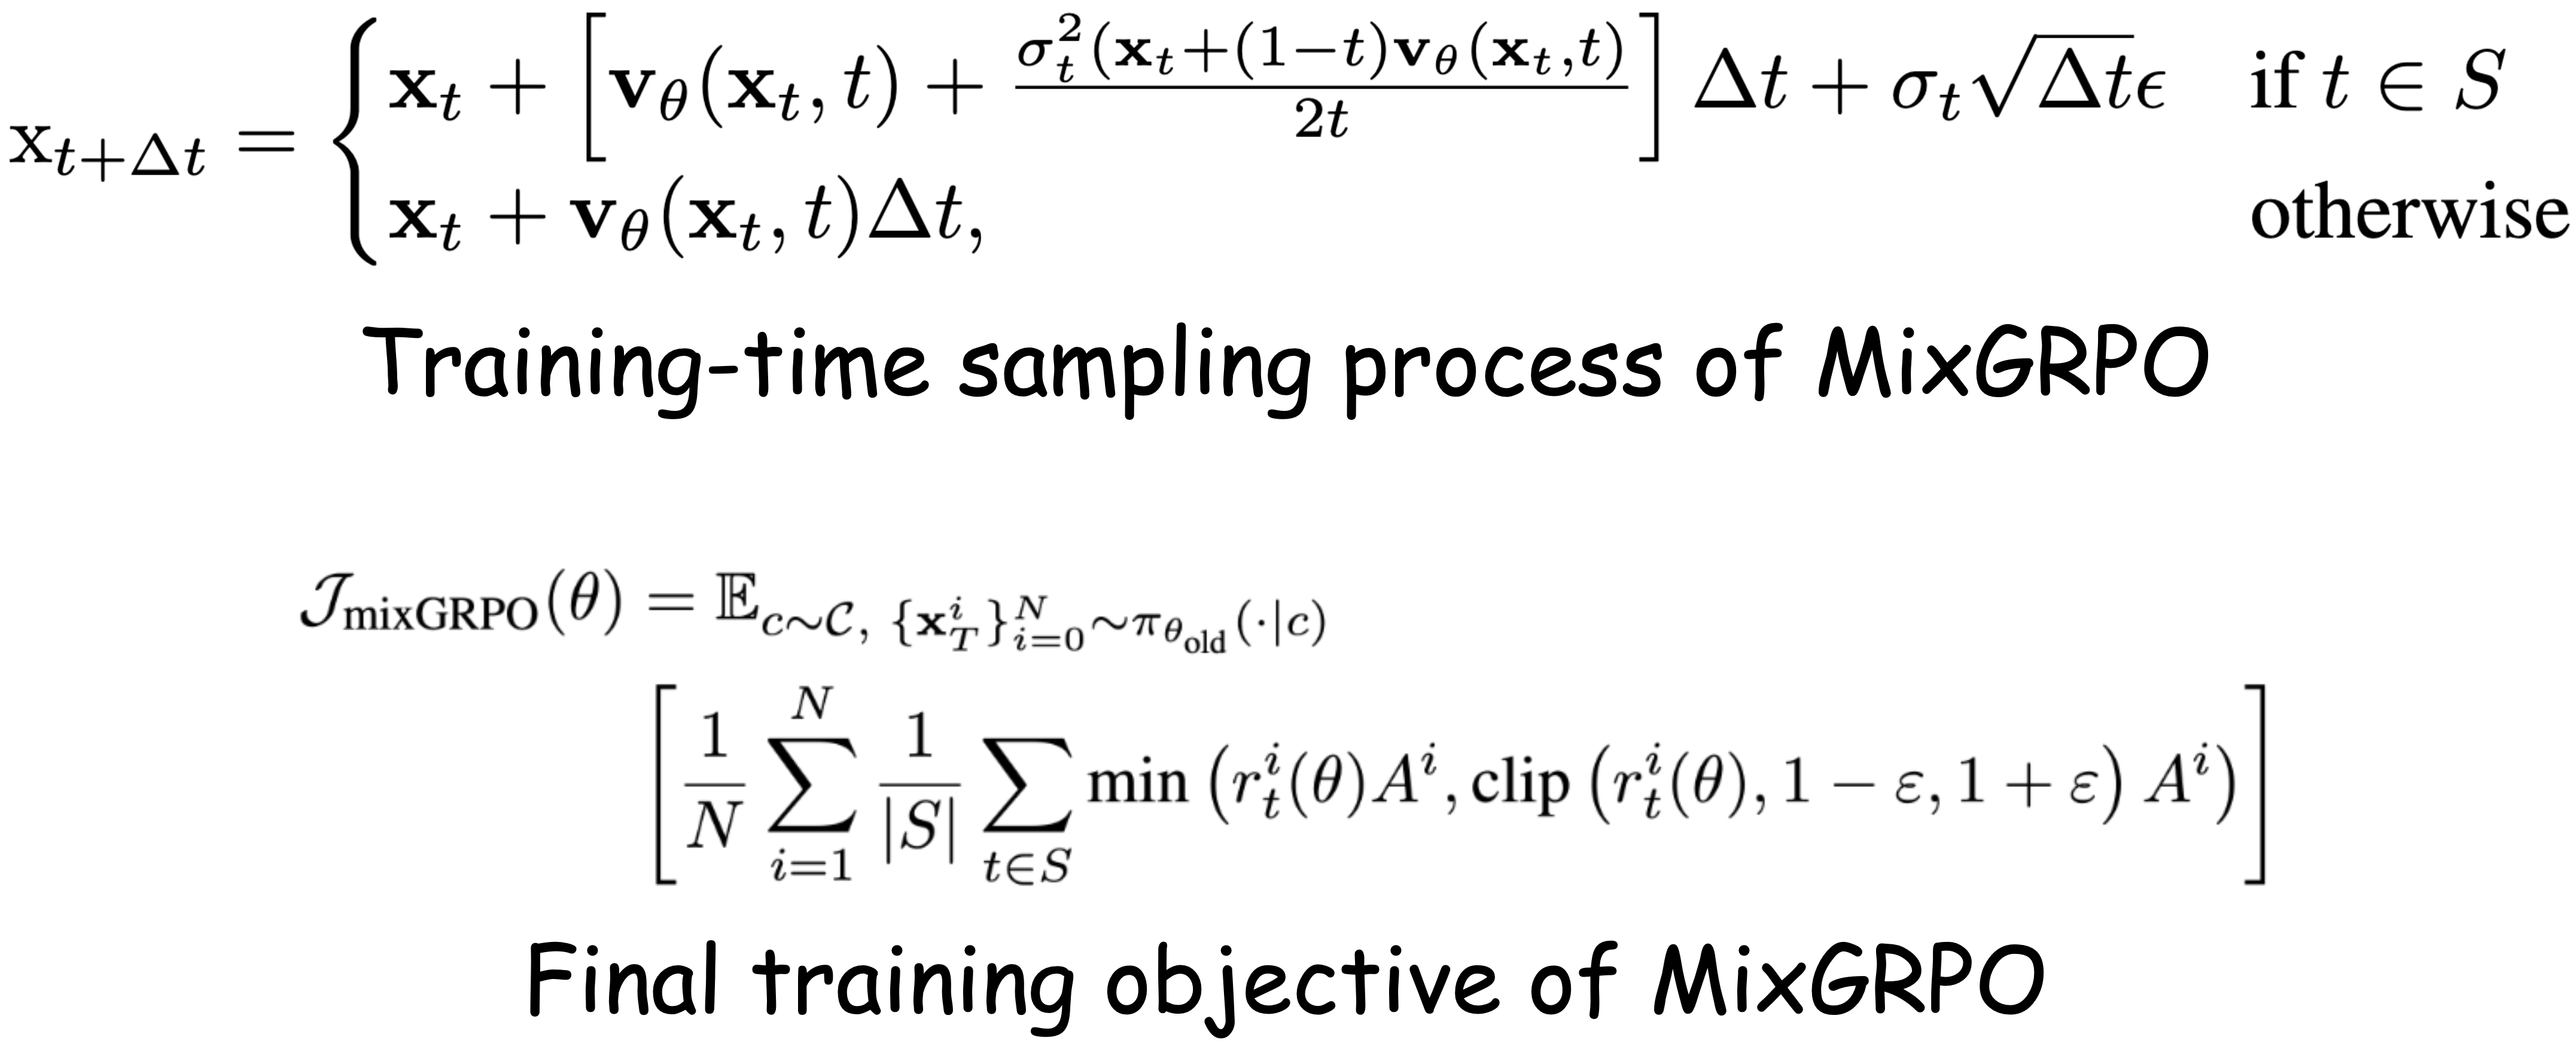 $\mathrm{x}_{t+\Delta t} = \begin{cases} \mathbf{x}_t + \left[ \mathbf{v}_\theta(\mathbf{x}_t, t) + \frac{\sigma_t^2 (\mathbf{x}_t + (1-t)\mathbf{v}_\theta(\mathbf{x}_t, t)}{2t} \right] \Delta t + \sigma_t \sqrt{\Delta t} \epsilon & \text{if } t \in S \\ \mathbf{x}_t + \mathbf{v}_\theta(\mathbf{x}_t, t)\Delta t, & \text{otherwise} \end{cases}$
Training-time sampling process of MixGRPO
$\mathcal{J}_{\text{mixGRPO}}(\theta) = \mathbb{E}_{c \sim \mathcal{C},\ \{\mathbf{x}_T^i\}_{i=0}^N \sim \pi_{\theta_{\text{old}}}(\cdot|c)}$
$\left[ \frac{1}{N} \sum_{i=1}^{N} \frac{1}{|S|} \sum_{t \in S} \min \left( r_t^i(\theta) A^i, \text{clip} \left( r_t^i(\theta), 1 - \varepsilon, 1 + \varepsilon \right) A^i \right) \right]$
Final training objective of MixGRPO